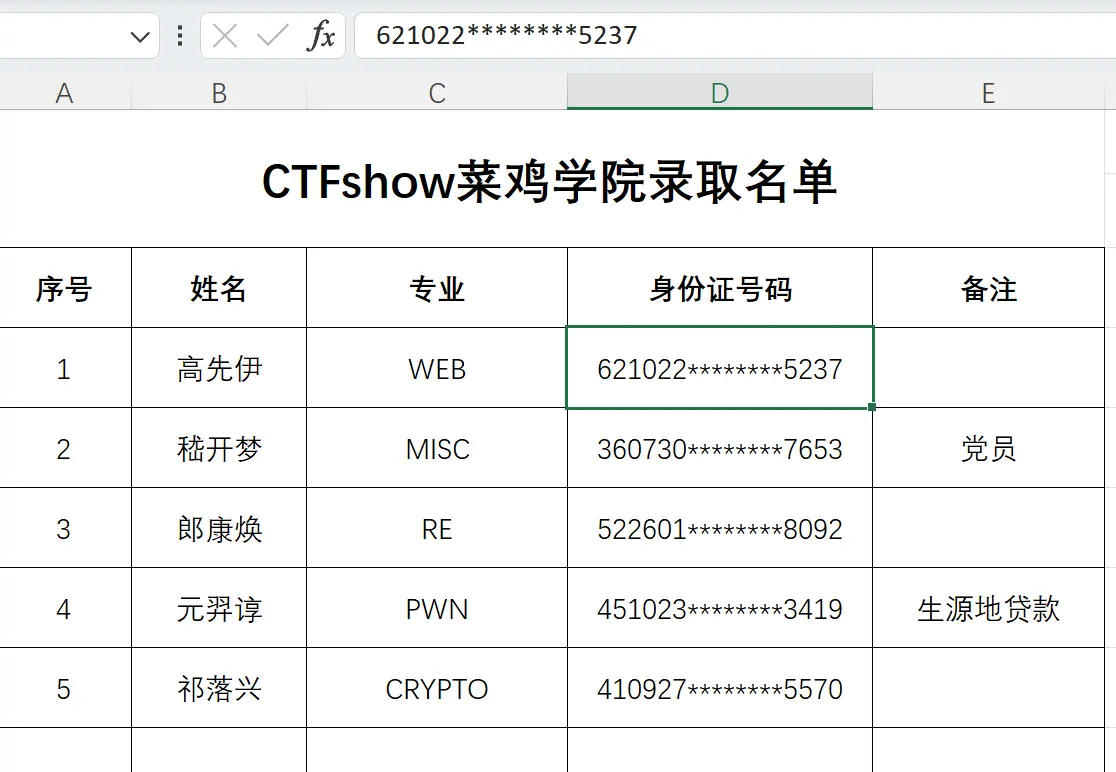 fx 621022********5237
A B C D E
CTFshow菜鸡学院录取名单
序号 姓名 专业 身份证号码 备注
1 高先伊 WEB 621022********5237
2 嵇开梦 MISC 360730********7653 党员
3 郎康焕 RE 522601********8092
4 元羿谆 PWN 451023********3419 生源地贷款
5 祁落兴 CRYPTO 410927********5570